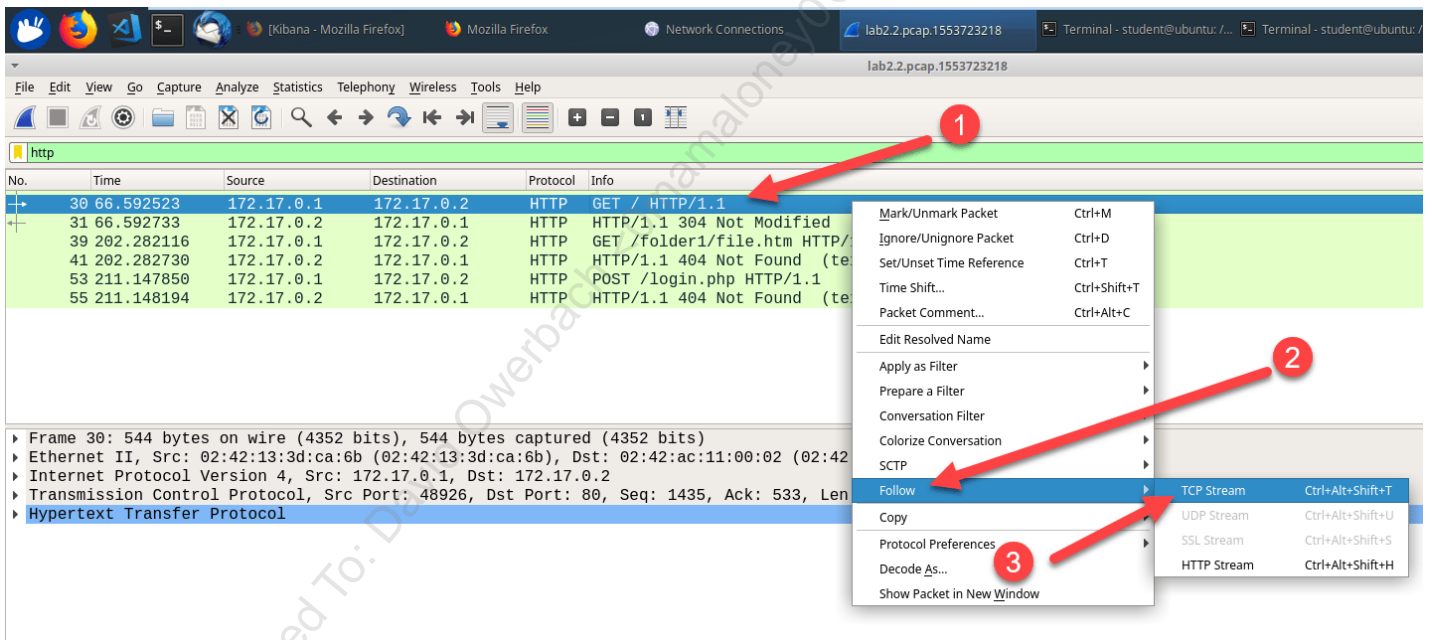 [Kibana - Mozilla Firefox] Mozilla Firefox Network Connections lab2.2.pcap.1553723218 Terminal - student@ubuntu: /... Terminal - student@ubuntu: /
lab2.2.pcap.1553723218
File Edit View Go Capture Analyze Statistics Telephony Wireless Tools Help
http
1
No. Time Source Destination Protocol Info
30 66.592523 172.17.0.1 172.17.0.2 HTTP GET / HTTP/1.1
31 66.592733 172.17.0.2 172.17.0.1 HTTP HTTP/1.1 304 Not Modified
39 202.282116 172.17.0.1 172.17.0.2 HTTP GET /folder1/file.htm HTTP/
41 202.282730 172.17.0.2 172.17.0.1 HTTP HTTP/1.1 404 Not Found (te
53 211.147850 172.17.0.1 172.17.0.2 HTTP POST /login.php HTTP/1.1
55 211.148194 172.17.0.2 172.17.0.1 HTTP HTTP/1.1 404 Not Found (te
Mark/Unmark Packet Ctrl+M
Ignore/Unignore Packet Ctrl+D
Set/Unset Time Reference Ctrl+T
Time Shift... Ctrl+Shift+T
Packet Comment... Ctrl+Alt+C
Edit Resolved Name
Apply as Filter
Prepare a Filter
Conversation Filter
Colorize Conversation
SCTP
Follow
Copy
Protocol Preferences
Decode As...
Show Packet in New Window
2
TCP Stream Ctrl+Alt+Shift+T
UDP Stream Ctrl+Alt+Shift+U
SSL Stream Ctrl+Alt+Shift+S
HTTP Stream Ctrl+Alt+Shift+H
3
Frame 30: 544 bytes on wire (4352 bits), 544 bytes captured (4352 bits)
Ethernet II, Src: 02:42:13:3d:ca:6b (02:42:13:3d:ca:6b), Dst: 02:42:ac:11:00:02 (02:42
Internet Protocol Version 4, Src: 172.17.0.1, Dst: 172.17.0.2
Transmission Control Protocol, Src Port: 48926, Dst Port: 80, Seq: 1435, Ack: 533, Len
Hypertext Transfer Protocol
To: David Owerbach